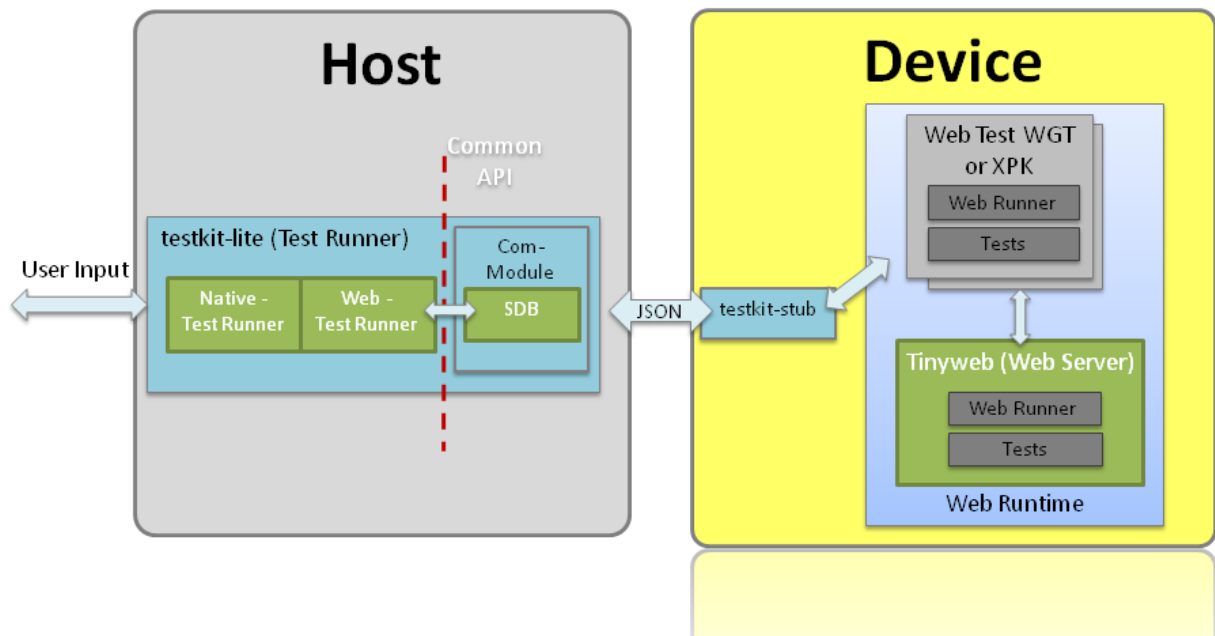 Host
Device
Common
API
Web Test WGT
or XPK
Web Runner
Tests
testkit-lite (Test Runner)
Com-
Module
User Input
Native -
Test Runner
Web -
Test Runner
SDB
JSON
testkit-stub
Tinyweb (Web Server)
Web Runner
Tests
Web Runtime